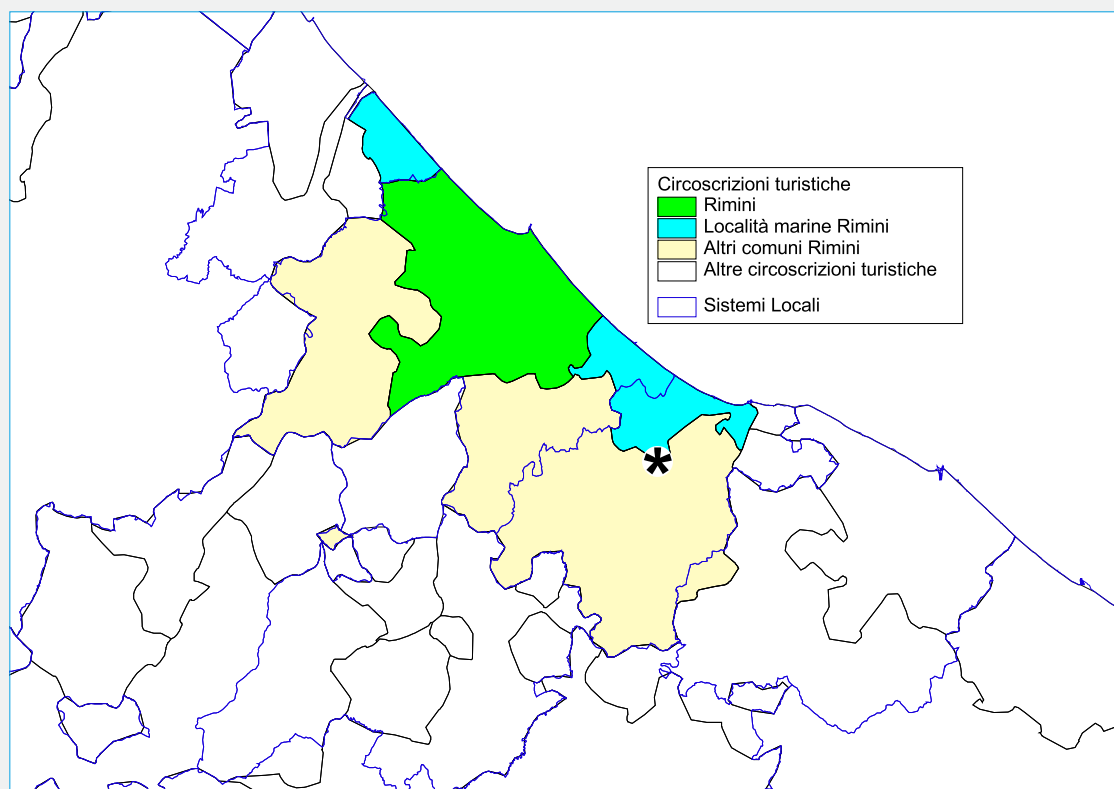 Circoscrizioni turistiche
Rimini
Località marine Rimini
Altri comuni Rimini
Altre circoscrizioni turistiche
Sistemi Locali
*